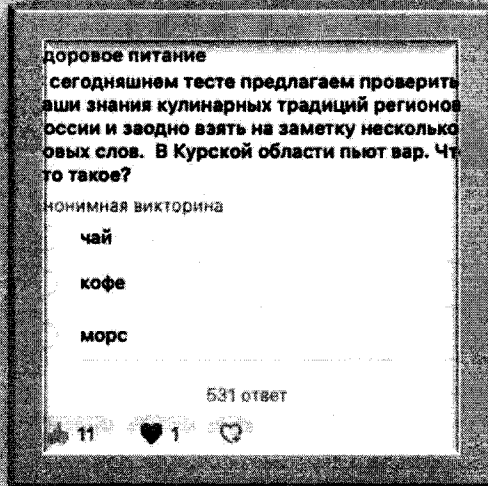 доровое питание
сегодняшнем тесте предлагаем проверить
аши знания кулинарных традиций регионов
оссии и заодно взять на заметку несколько
овых слов. В Курской области пьют вар. Чт
то такое?
нонимная викторина
чай
кофе
морс
531 ответ
11 1